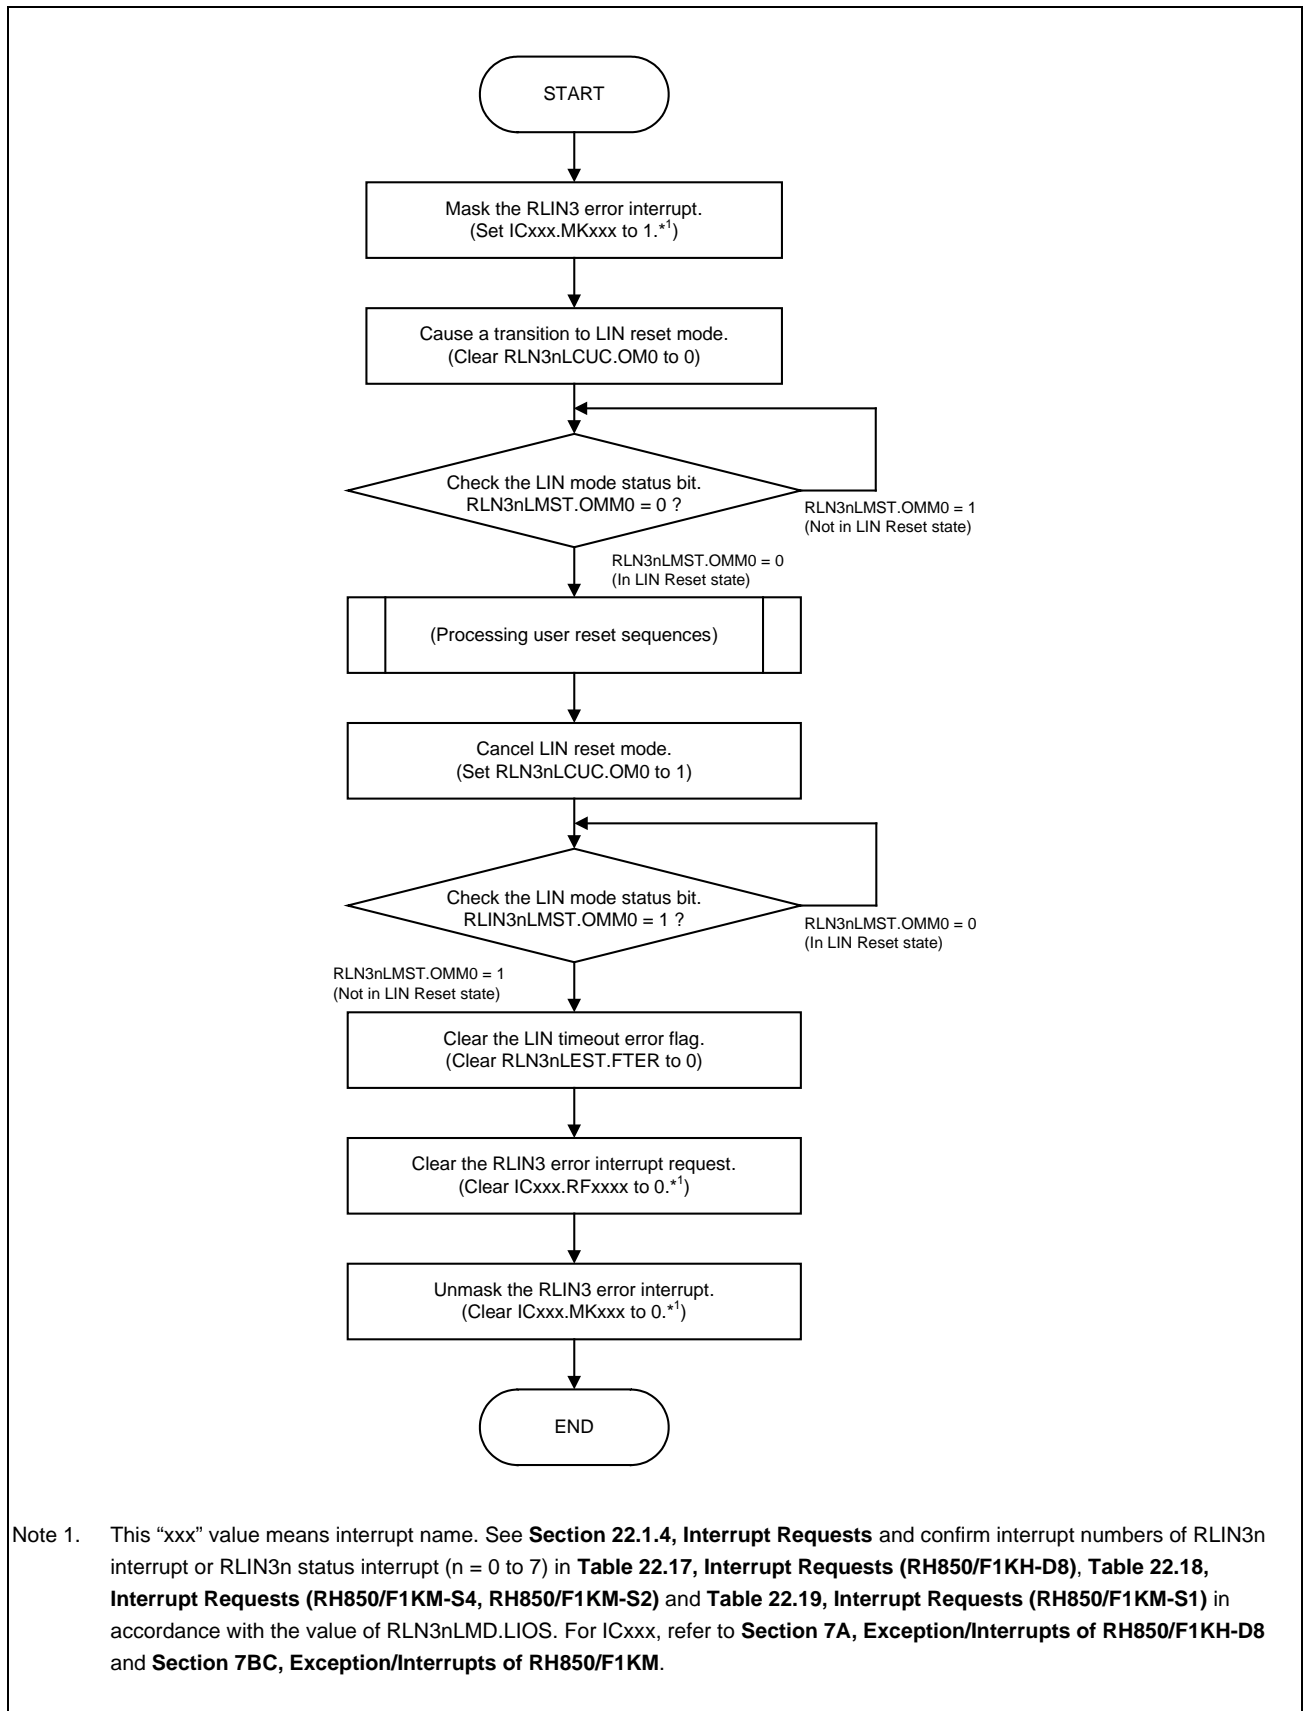 START
Mask the RLIN3 error interrupt.
(Set ICxxx.MKxxx to 1.*1)
Cause a transition to LIN reset mode.
(Clear RLN3nLCUC.OM0 to 0)
Check the LIN mode status bit.
RLN3nLMST.OMM0 = 0 ?
RLN3nLMST.OMM0 = 1
(Not in LIN Reset state)
RLN3nLMST.OMM0 = 0
(In LIN Reset state)
(Processing user reset sequences)
Cancel LIN reset mode.
(Set RLN3nLCUC.OM0 to 1)
Check the LIN mode status bit.
RLIN3nLMST.OMM0 = 1 ?
RLN3nLMST.OMM0 = 0
(In LIN Reset state)
RLN3nLMST.OMM0 = 1
(Not in LIN Reset state)
Clear the LIN timeout error flag.
(Clear RLN3nLEST.FTER to 0)
Clear the RLIN3 error interrupt request.
(Clear ICxxx.RFxxxx to 0.*1)
Unmask the RLIN3 error interrupt.
(Clear ICxxx.MKxxx to 0.*1)
END
Note 1. This “xxx” value means interrupt name. See Section 22.1.4, Interrupt Requests and confirm interrupt numbers of RLIN3n
interrupt or RLIN3n status interrupt (n = 0 to 7) in Table 22.17, Interrupt Requests (RH850/F1KH-D8), Table 22.18,
Interrupt Requests (RH850/F1KM-S4, RH850/F1KM-S2) and Table 22.19, Interrupt Requests (RH850/F1KM-S1) in
accordance with the value of RLN3nLMD.LIOS. For ICxxx, refer to Section 7A, Exception/Interrupts of RH850/F1KH-D8
and Section 7BC, Exception/Interrupts of RH850/F1KM.